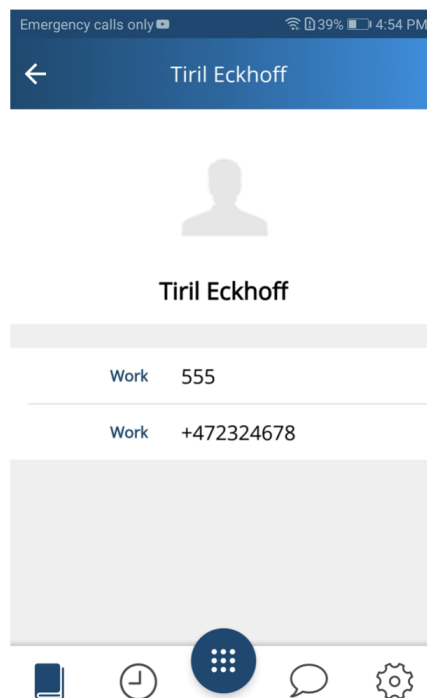 Emergency calls only 39% 4:54 PM
Tiril Eckhoff
Tiril Eckhoff
Work 555
Work +472324678